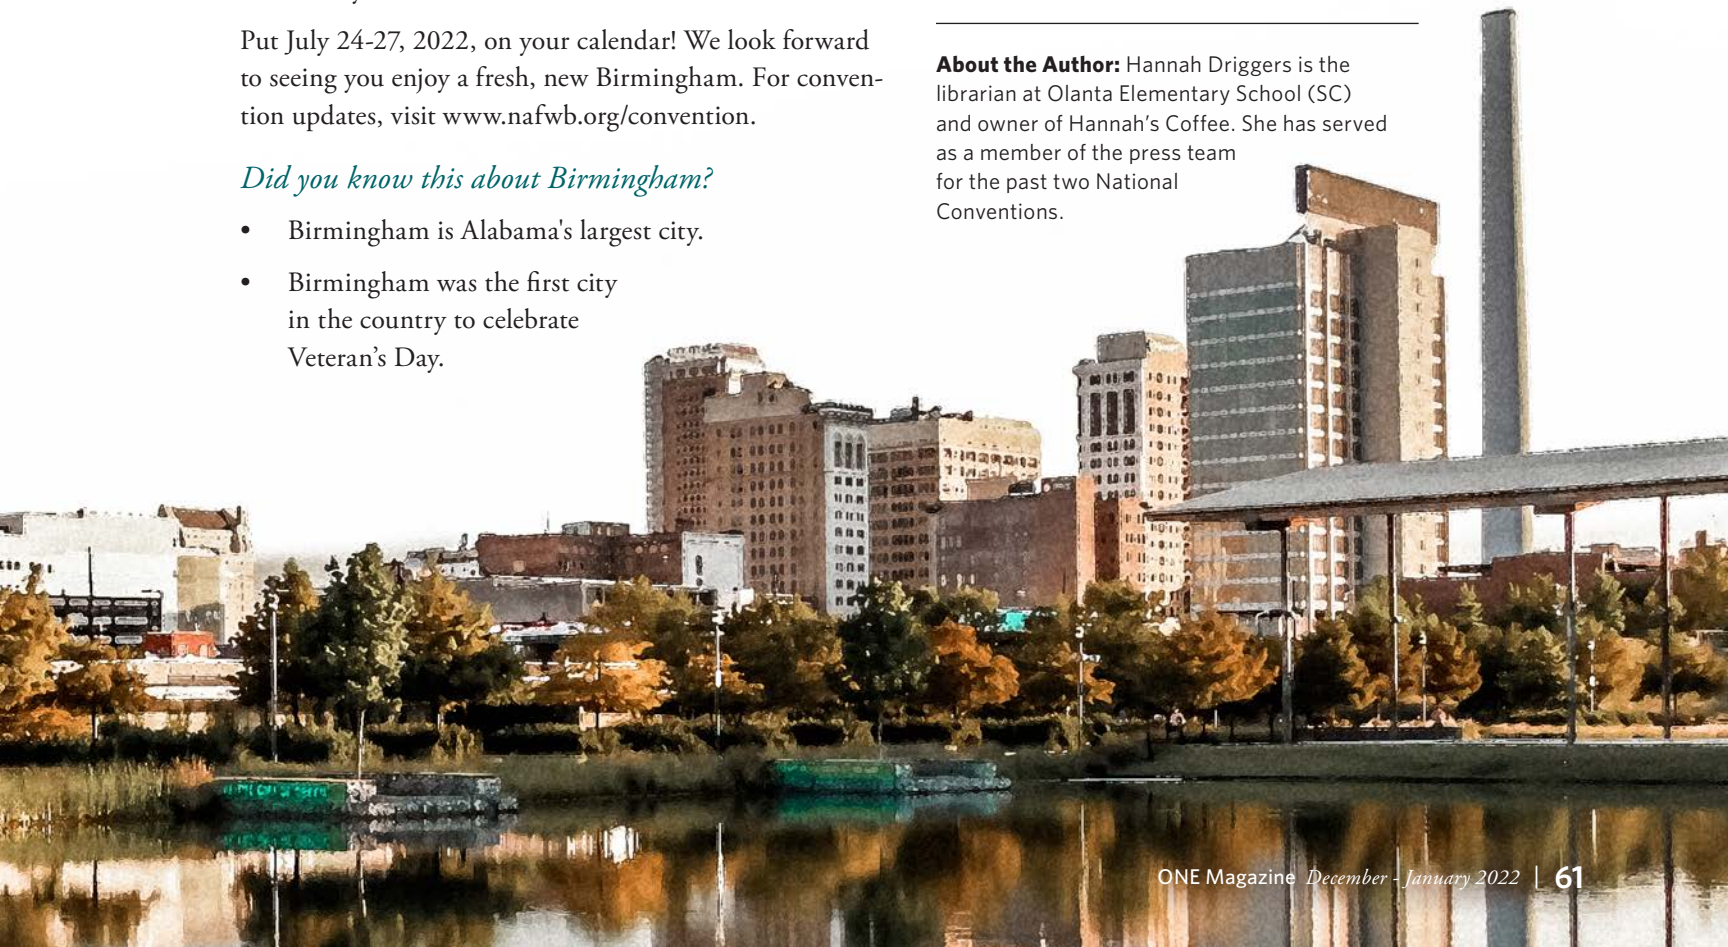 Put July 24-27, 2022, on your calendar! We look forward
to seeing you enjoy a fresh, new Birmingham. For conven-
tion updates, visit www.nafwb.org/convention.
Did you know this about Birmingham?
• Birmingham is Alabama's largest city.
• Birmingham was the first city
in the country to celebrate
Veteran’s Day.
About the Author: Hannah Driggers is the
librarian at Olanta Elementary School (SC)
and owner of Hannah’s Coffee. She has served
as a member of the press team
for the past two National
Conventions.
ONE Magazine December - January 2022 | 61